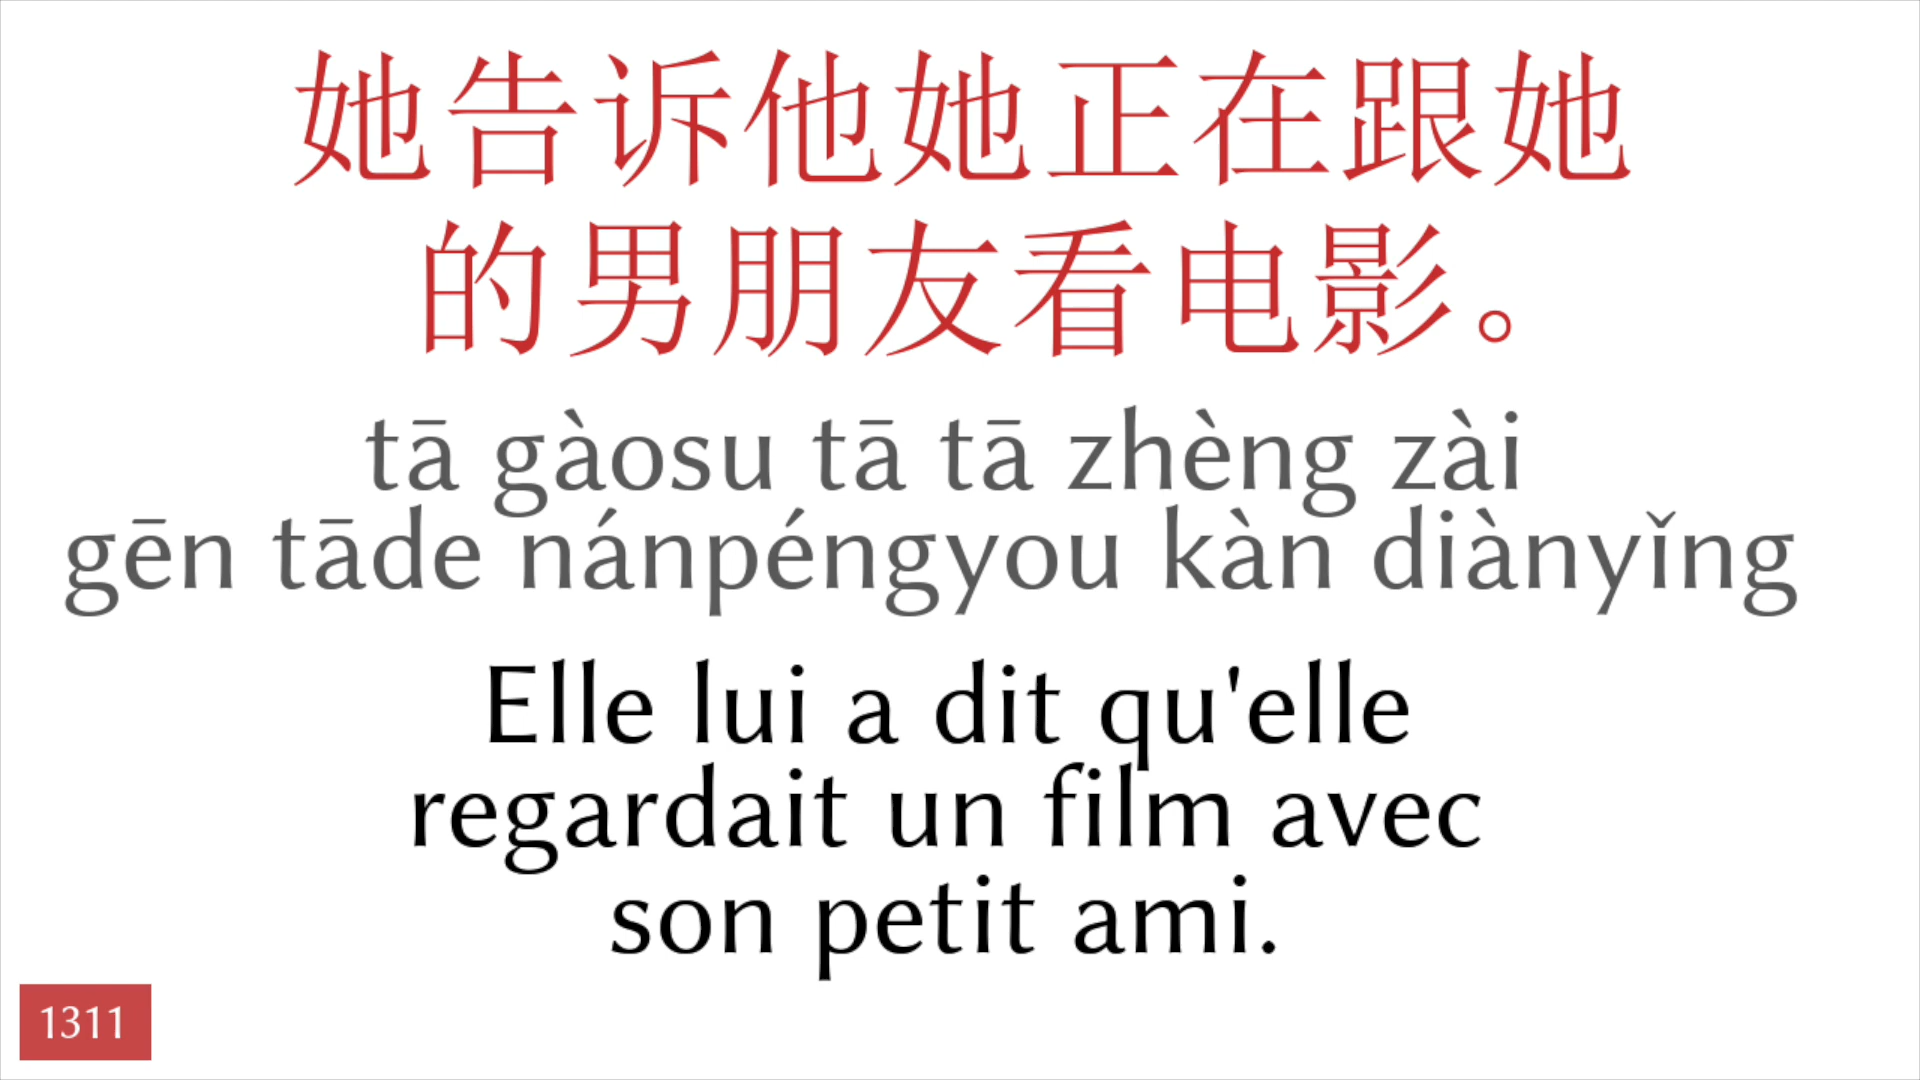 她告诉他她正在跟她
的男朋友看电影。
tā gàosu tā tā zhèng zài
gēn tāde nánpéngyou kàn diànyǐng
Elle lui a dit qu'elle
regardait un film avec
son petit ami.
1311